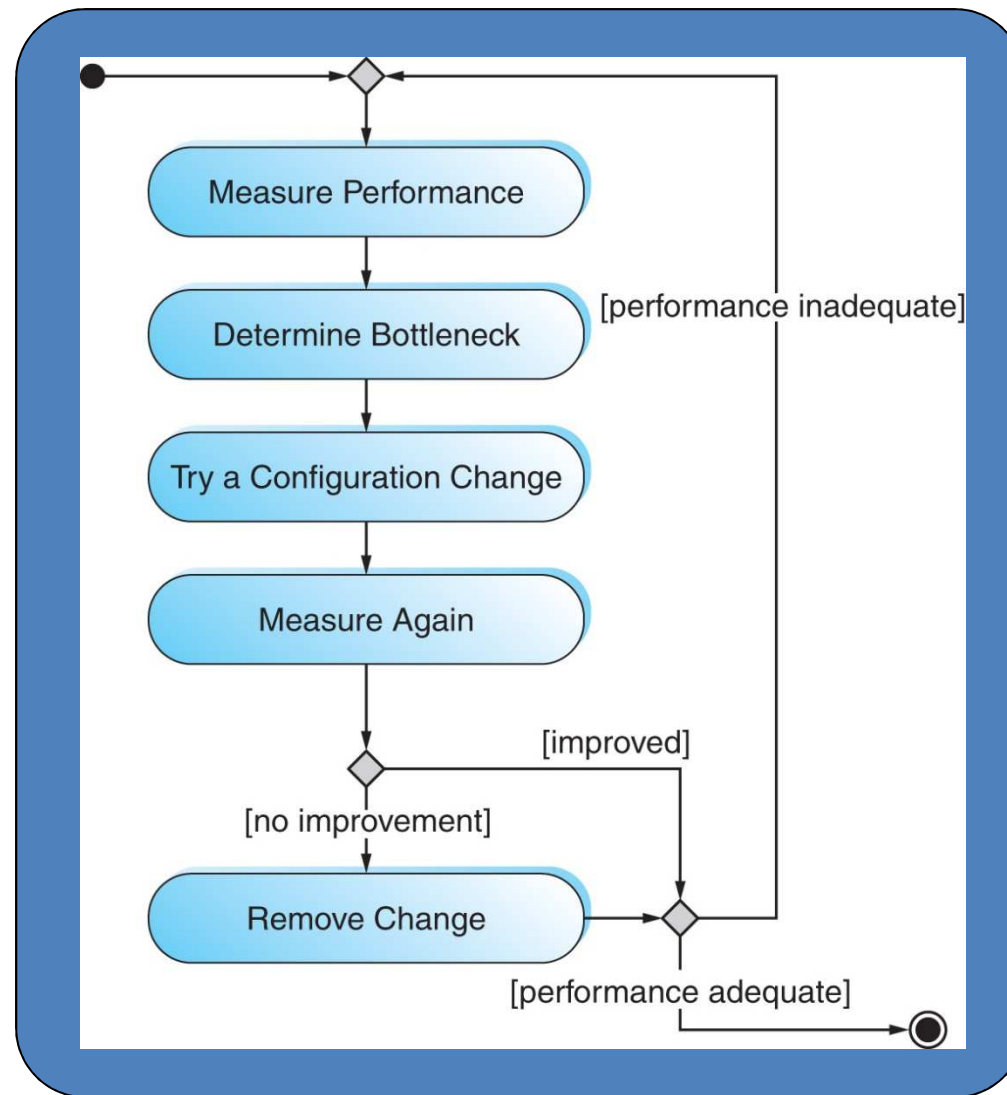 Measure Performance
[performance inadequate]
Determine Bottleneck
Try a Configuration Change
Measure Again
[improved]
[no improvement]
Remove Change
[performance adequate]